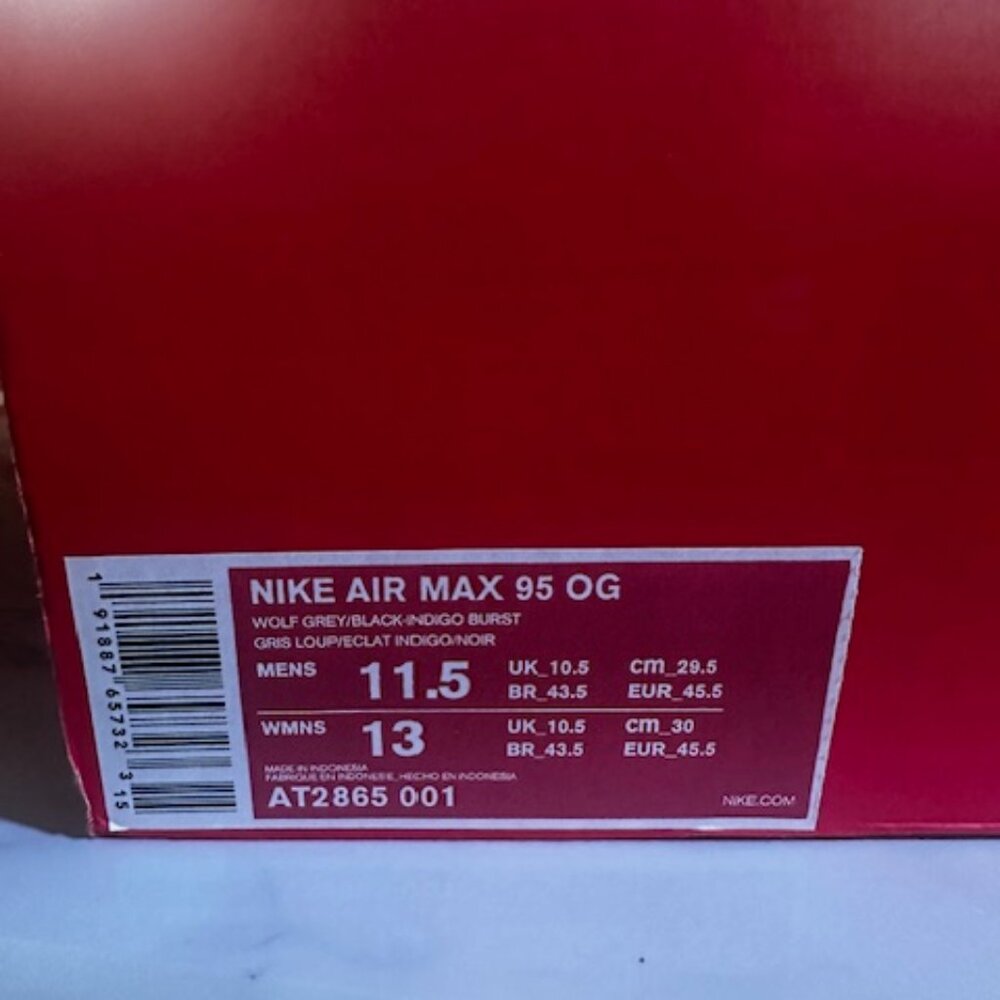 NIKE AIR MAX 95 OG
WOLF GREY/BLACK-INDIGO BURST
GRIS LOUP/ECLAT INDIGO/NOIR
MENS 11.5 UK_10.5 cm_29.5
BR_43.5 EUR_45.5
WMNS 13 UK_10.5 cm_30
BR_43.5 EUR_45.5
MADE IN INDONESIA
FABRIQUE EN INDONESIE, HECHO EN INDONESIA
AT2865 001
NIKE.COM
1 91887 65732 3 15